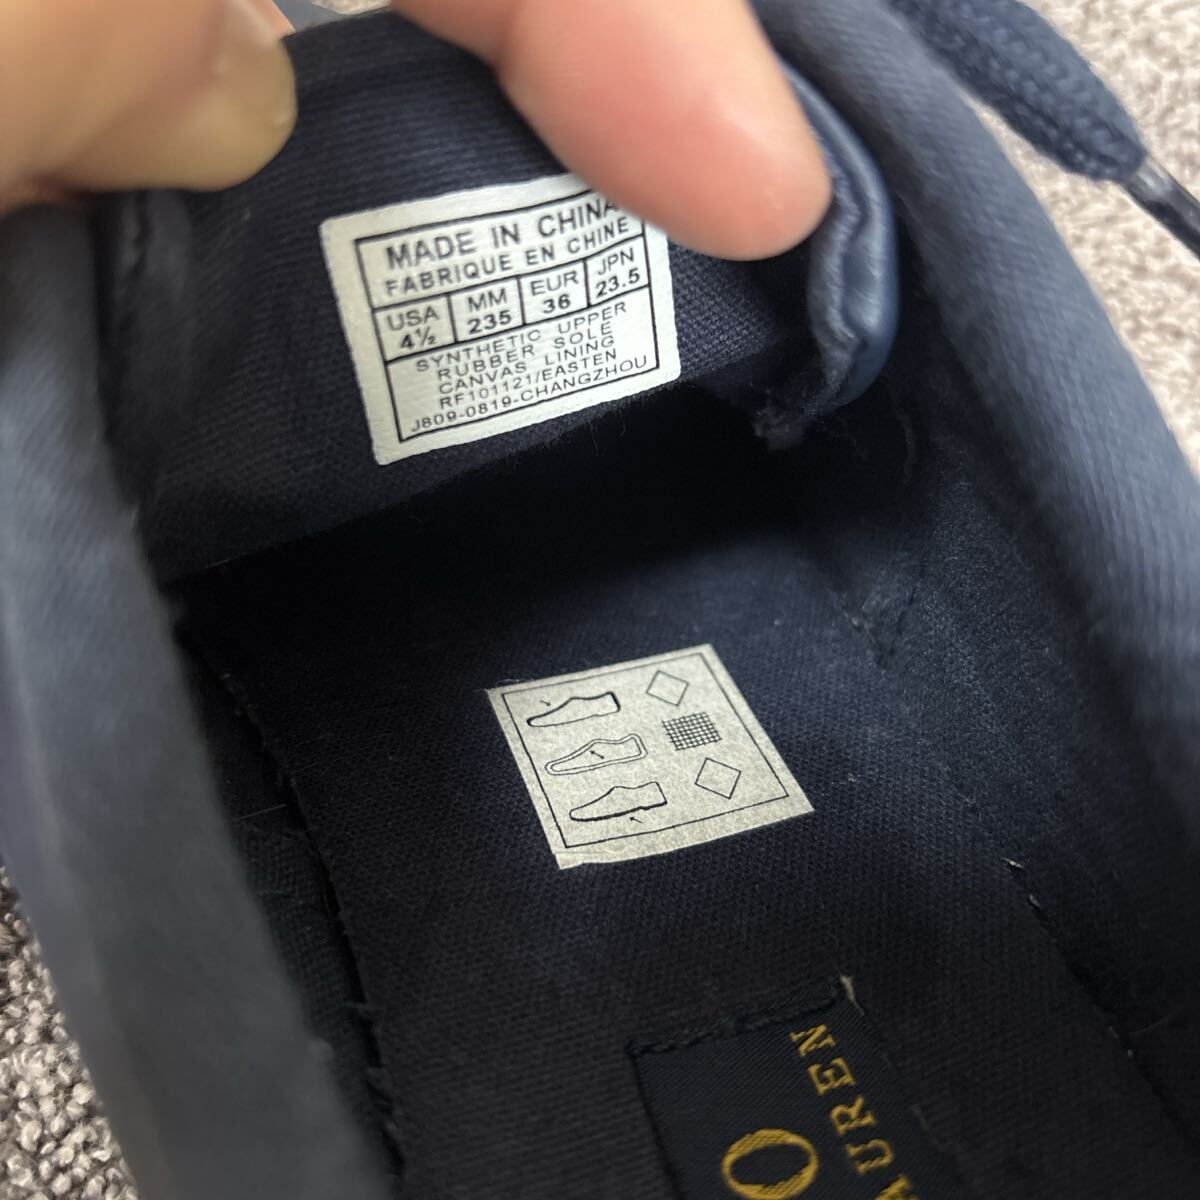 MADE IN CHINA
FABRIQUE EN CHINE
USA MM EUR JPN
4½ 235 36 23.5
SYNTHETIC UPPER
RUBBER SOLE
CANVAS LINING
RF101121/EASTEN
J809-0819-CHANGZHOU
O
AUREN